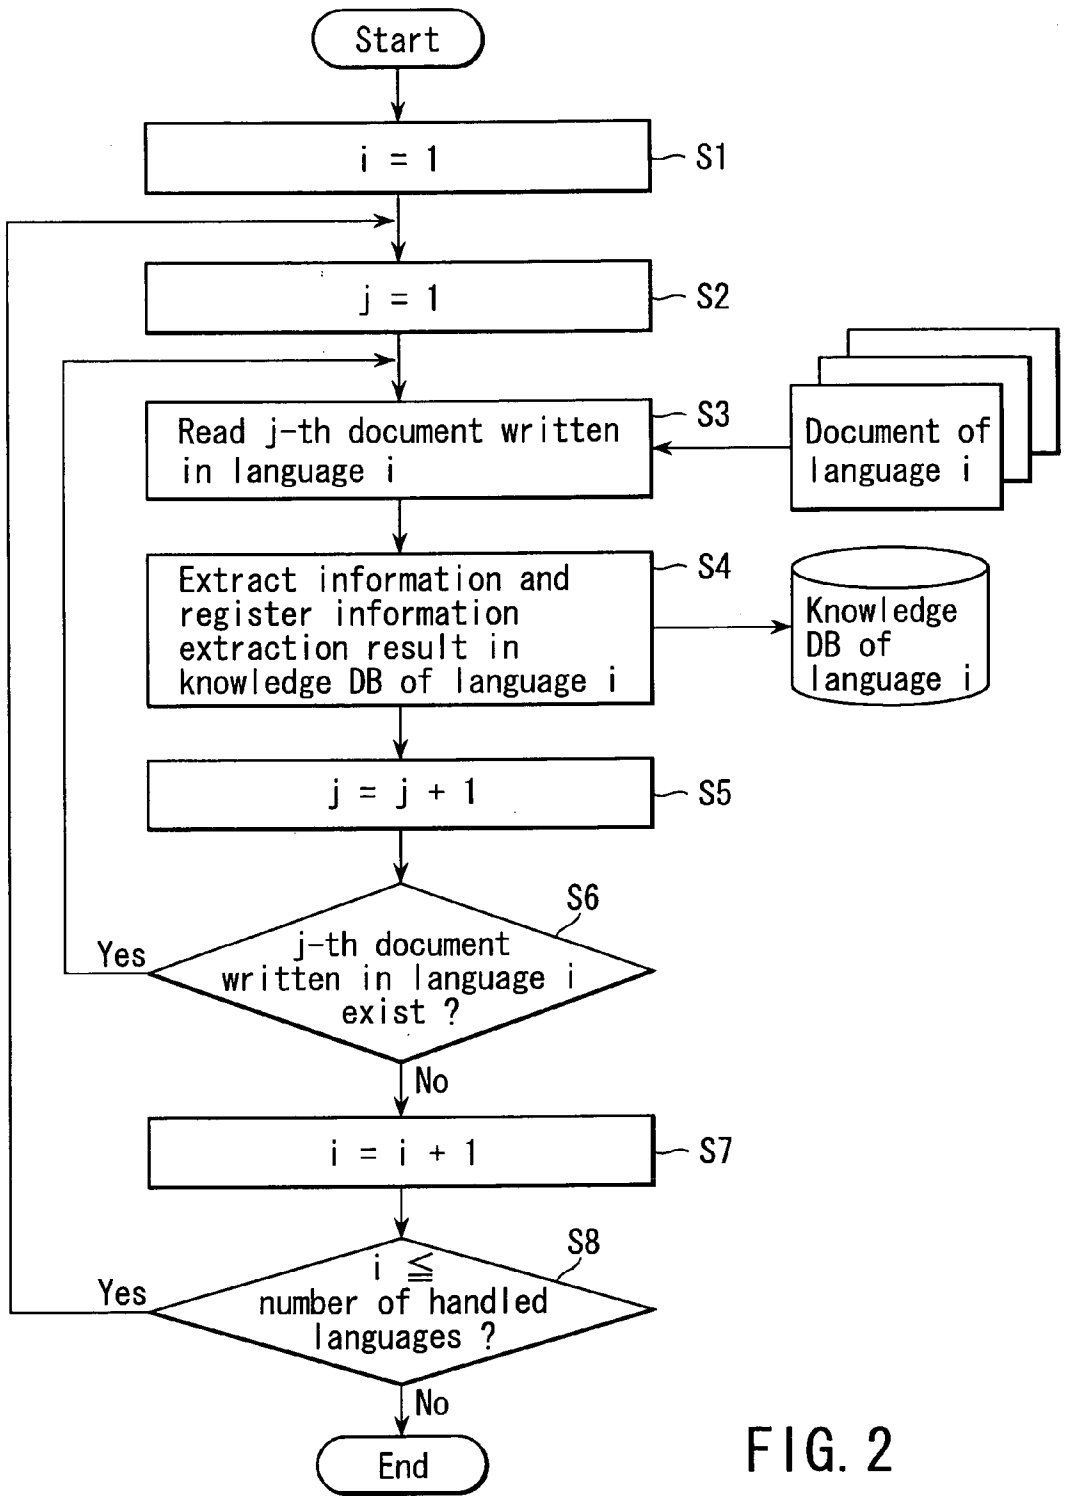 Start
i = 1
S1
j = 1
S2
Read j-th document written
in language i
S3
Document of
language i
Extract information and
register information
extraction result in
knowledge DB of language i
S4
Knowledge
DB of
language i
j = j + 1
S5
j-th document
written in language i
exist ?
S6
Yes
No
i = i + 1
S7
i ≦
number of handled
languages ?
S8
Yes
No
End
FIG. 2